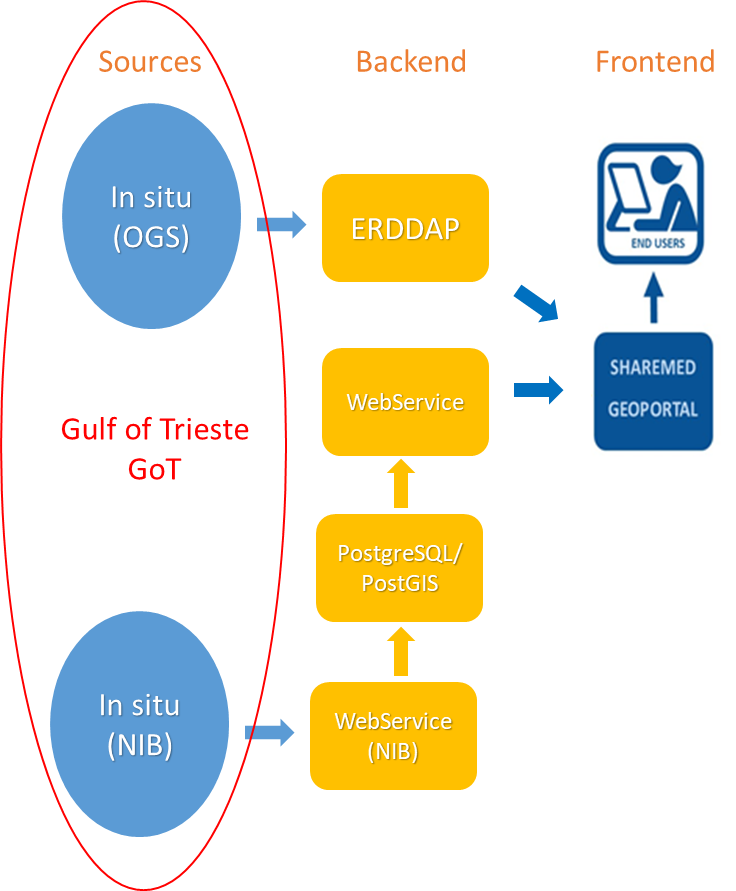 Sources
Backend
Frontend
In situ
(OGS)
ERDDAP
END USERS
WebService
SHAREMED
GEOPORTAL
Gulf of Trieste
GoT
PostgreSQL/
PostGIS
In situ
(NIB)
WebService
(NIB)